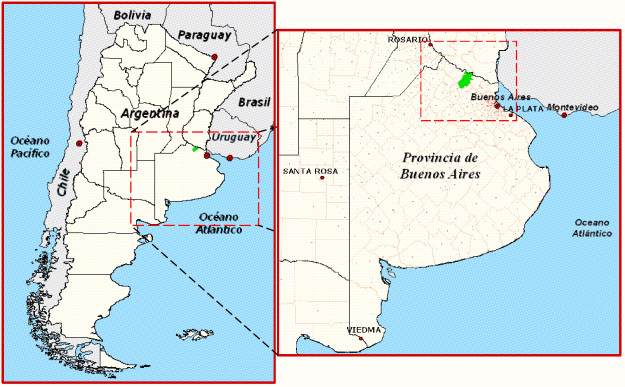 Bolivia
Paraguay
Brasil
Argentina
Uruguay
Océano
Pacífico
Chile
Océano
Atlántico
ROSARIO
Buenos Aires
LA PLATA
Montevideo
Provincia de
Buenos Aires
SANTA ROSA
Oceano
Atlántico
VIEDMA